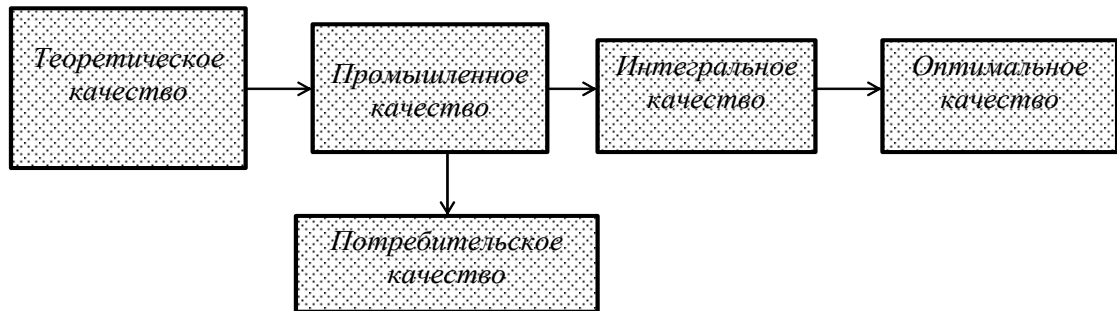 Теоретическое
качество
Промышленное
качество
Интегральное
качество
Оптимальное
качество
Потребительское
качество